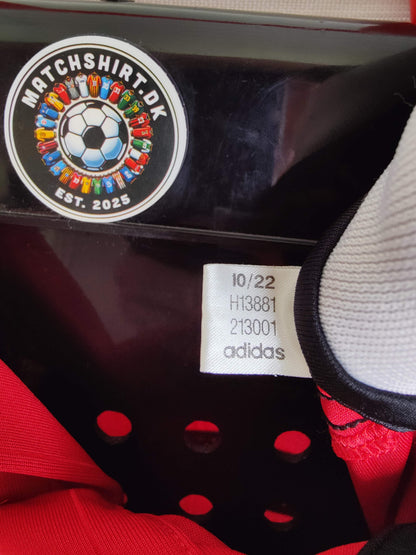 MATCHSHIRT.DK
EST. 2025
10/22
H13881
213001
adidas